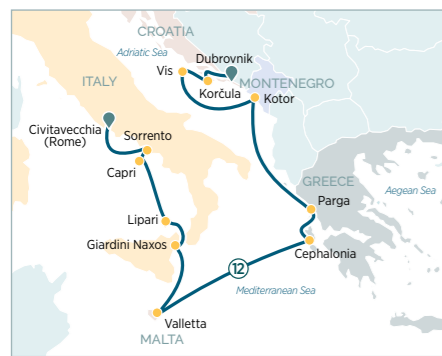 CROATIA
Adriatic Sea
Dubrovnik
Vis
ITALY
MONTENEGRO
Korčula
Kotor
Civitavecchia
(Rome)
Sorrento
Capri
GREECE
Aegean Sea
Parga
Lipari
Giardini Naxos
Cephalonia
12
Mediterranean Sea
Valletta
MALTA